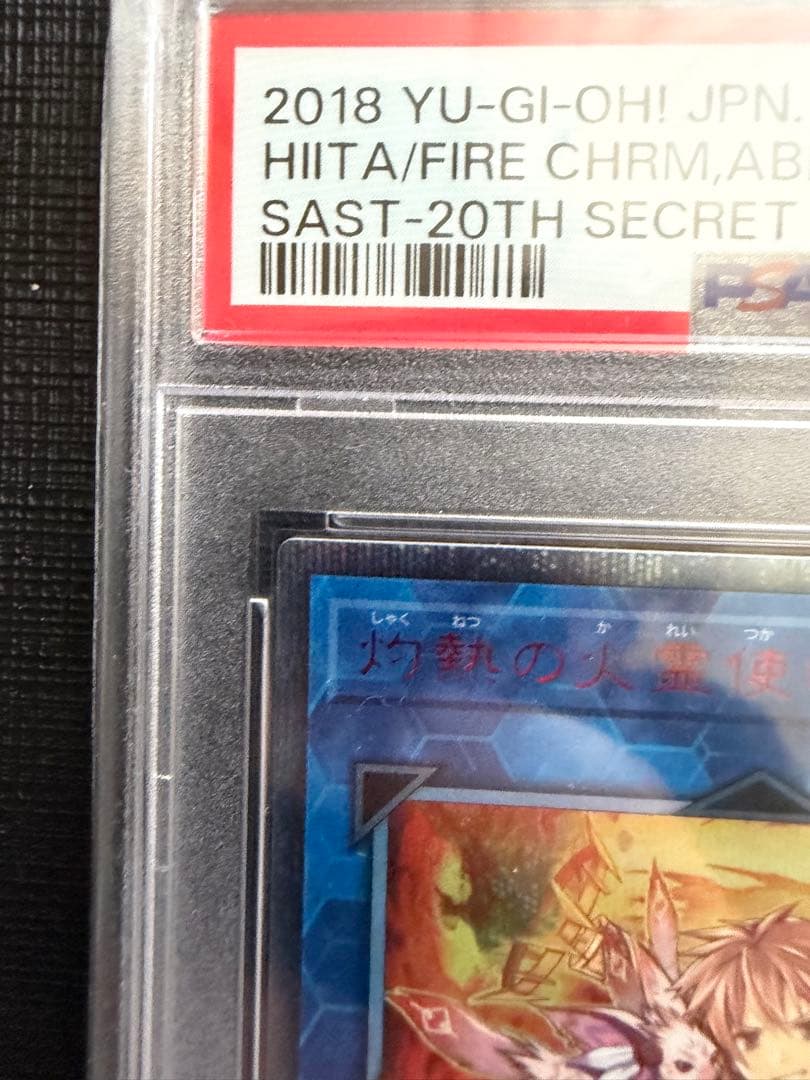 2018 YU-GI-OH! JPN.
HIITA/FIRE CHRM,AB
SAST-20TH SECRET
PSA
しゃく ねつ か れい つか
灼熱の火霊使